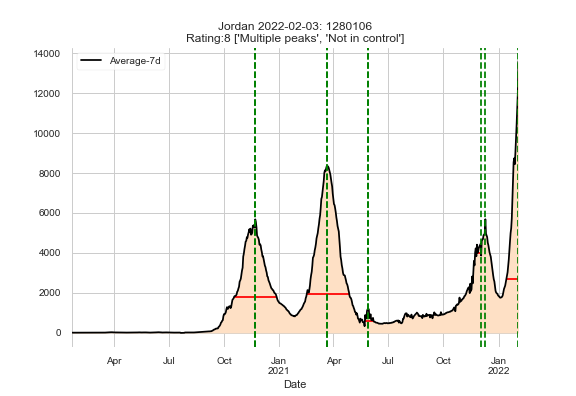 Jordan 2022-02-03: 1280106
Rating:8 ['Multiple peaks', 'Not in control']
Average-7d
14000
12000
10000
8000
6000
4000
2000
0
Apr Jul Oct Jan Apr Jul Oct Jan
2021 2022
Date